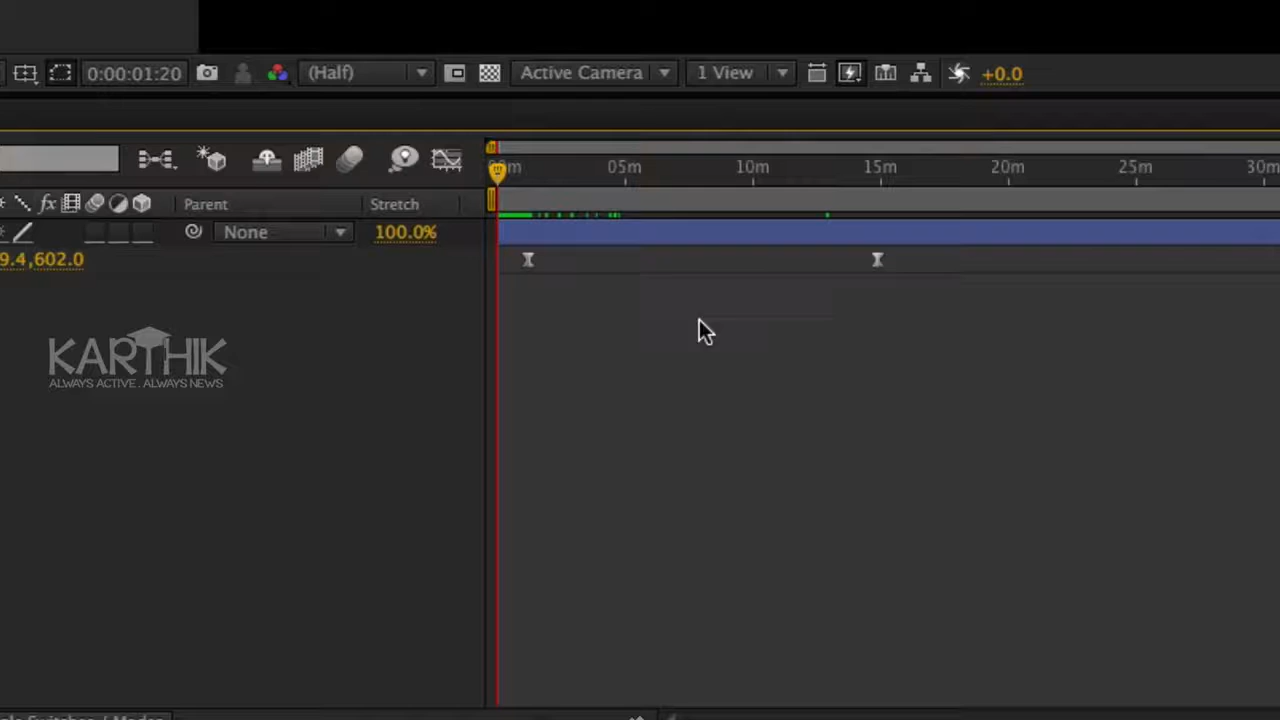 0:00:01:20 (Half) Active Camera 1 View +0.0
05m 10m 15m 20m 30m
fx Parent Stretch
None 100.0%
9.4,602.0
KARTHIK
ALWAYS ACTIVE . ALWAYS NEWS